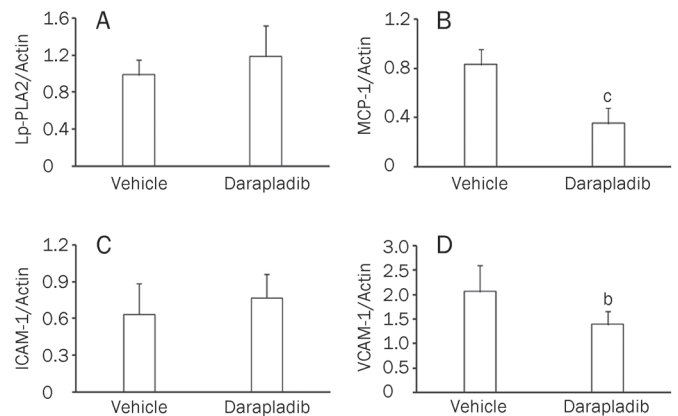 A
Lp-PLA2/Actin
1.6
1.2
0.8
0.4
0
Vehicle
Darapladib
B
MCP-1/Actin
1.2
0.8
0.4
0
c
Vehicle
Darapladib
C
ICAM-1/Actin
1.2
0.9
0.6
0.3
0
Vehicle
Darapladib
D
VCAM-1/Actin
3.0
2.5
2.0
1.5
1.0
0.5
0
b
Vehicle
Darapladib